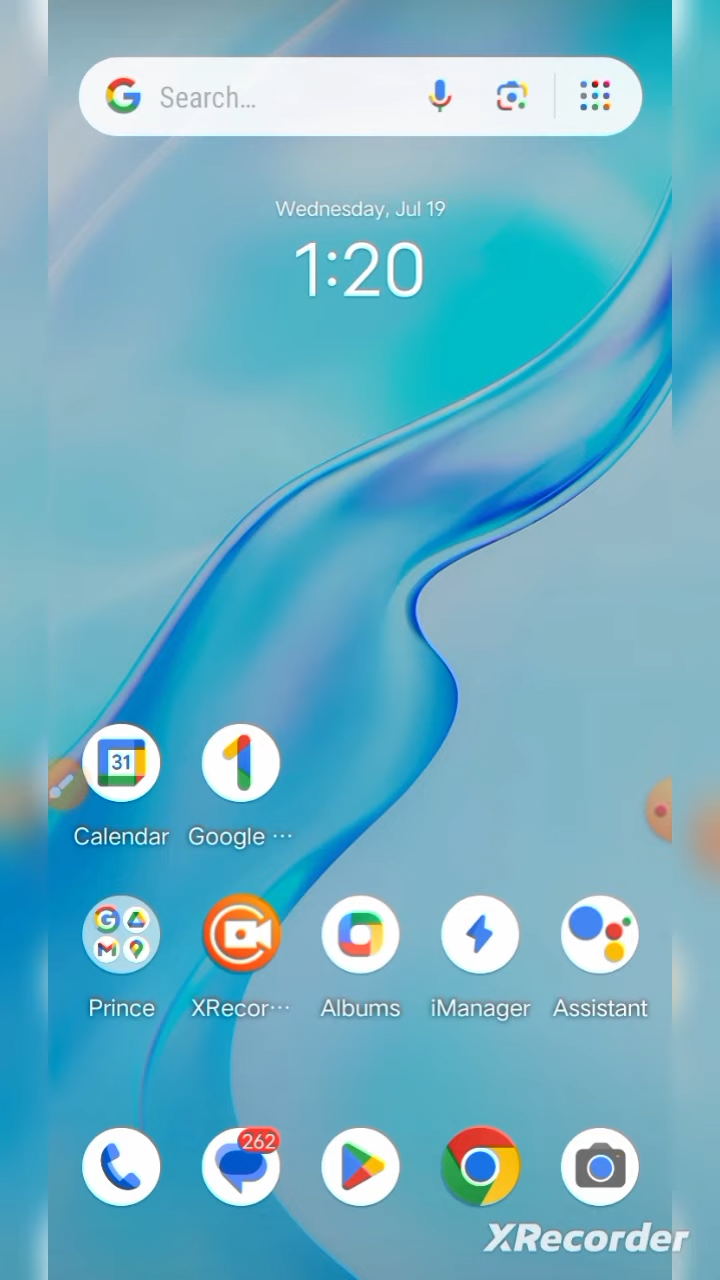 Search...
Wednesday, Jul 19
1:20
31
Calendar
Google ···
Prince
XRecor···
Albums
iManager
Assistant
262
XRecorder